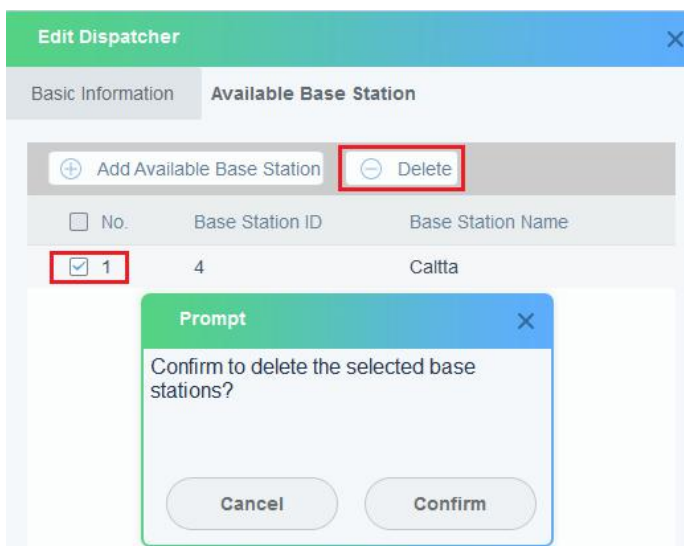 Edit Dispatcher
Basic Information Available Base Station
Add Available Base Station Delete
No. Base Station ID Base Station Name
1 4 Caltta
Prompt
Confirm to delete the selected base
stations?
Cancel Confirm